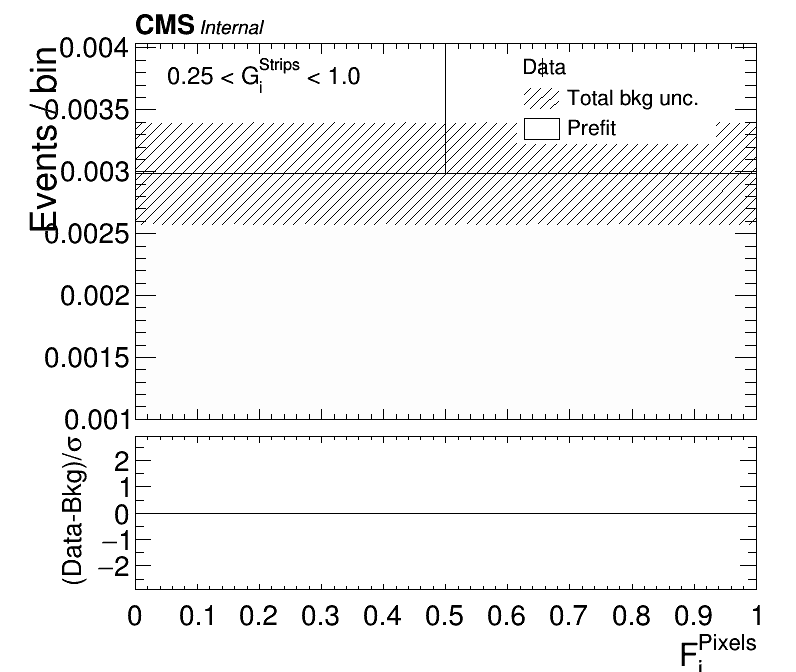 CMS Internal
Events / bin
0.004
0.0035
0.003
0.0025
0.002
0.0015
0.001
0.25 < G_i^Strips < 1.0
Data
Total bkg unc.
Prefit
(Data-Bkg)/σ
2
1
0
−1
−2
0 0.1 0.2 0.3 0.4 0.5 0.6 0.7 0.8 0.9 1
F_i^Pixels